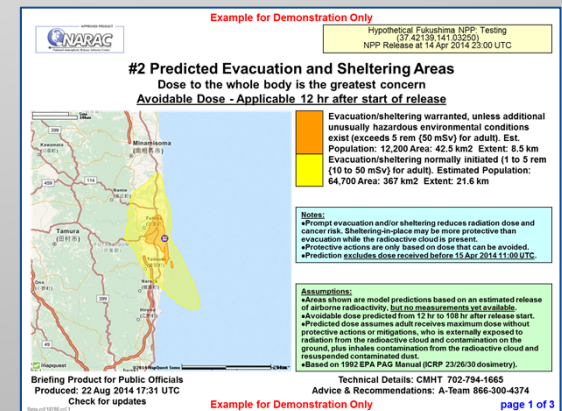 Example for Demonstration Only
NARAC
Hypothetical Fukushima NPP: Testing
(37.42139,141.03250)
NPP Release at 14 Apr 2014 23:00 UTC
#2 Predicted Evacuation and Sheltering Areas
Dose to the whole body is the greatest concern
Avoidable Dose - Applicable 12 hr after start of release
Minamisoma
Tamura
(田村市)
399
399
459
114
Evacuation/sheltering warranted, unless additional
unusually hazardous environmental conditions
exist (exceeds 5 rem {50 mSv} for adult). Est.
Population: 12,200 Area: 42.5 km2 Extent: 8.5 km
Evacuation/sheltering normally initiated (1 to 5 rem
{10 to 50 mSv} for adult). Estimated Population:
64,700 Area: 367 km2 Extent: 21.6 km
Notes:
●Prompt evacuation and/or sheltering reduces radiation dose and
cancer risk. Sheltering-in-place may be more protective than
evacuation while the radioactive cloud is present.
●Protective actions are only based on dose that can be avoided.
●Prediction excludes dose received before 15 Apr 2014 11:00 UTC.
Assumptions:
●Areas shown are model predictions based on an estimated release
of airborne radioactivity, but no measurements yet available.
●Avoidable dose predicted from 12 hr to 108 hr after release start.
●Predicted dose assumes adult receives maximum dose without
protective actions or mitigations, who is externally exposed to
radiation from the radioactive cloud and contamination on the
ground, plus inhales contamination from the radioactive cloud and
resuspended contaminated dust.
●Based on 1992 EPA PAG Manual (ICRP 23/26/30 dosimetry).
mapquest
Briefing Product for Public Officials
Produced: 22 Aug 2014 17:31 UTC
Check for updates
Technical Details: CMHT 702-794-1665
Advice & Recommendations: A-Team 866-300-4374
Example for Demonstration Only
page 1 of 3